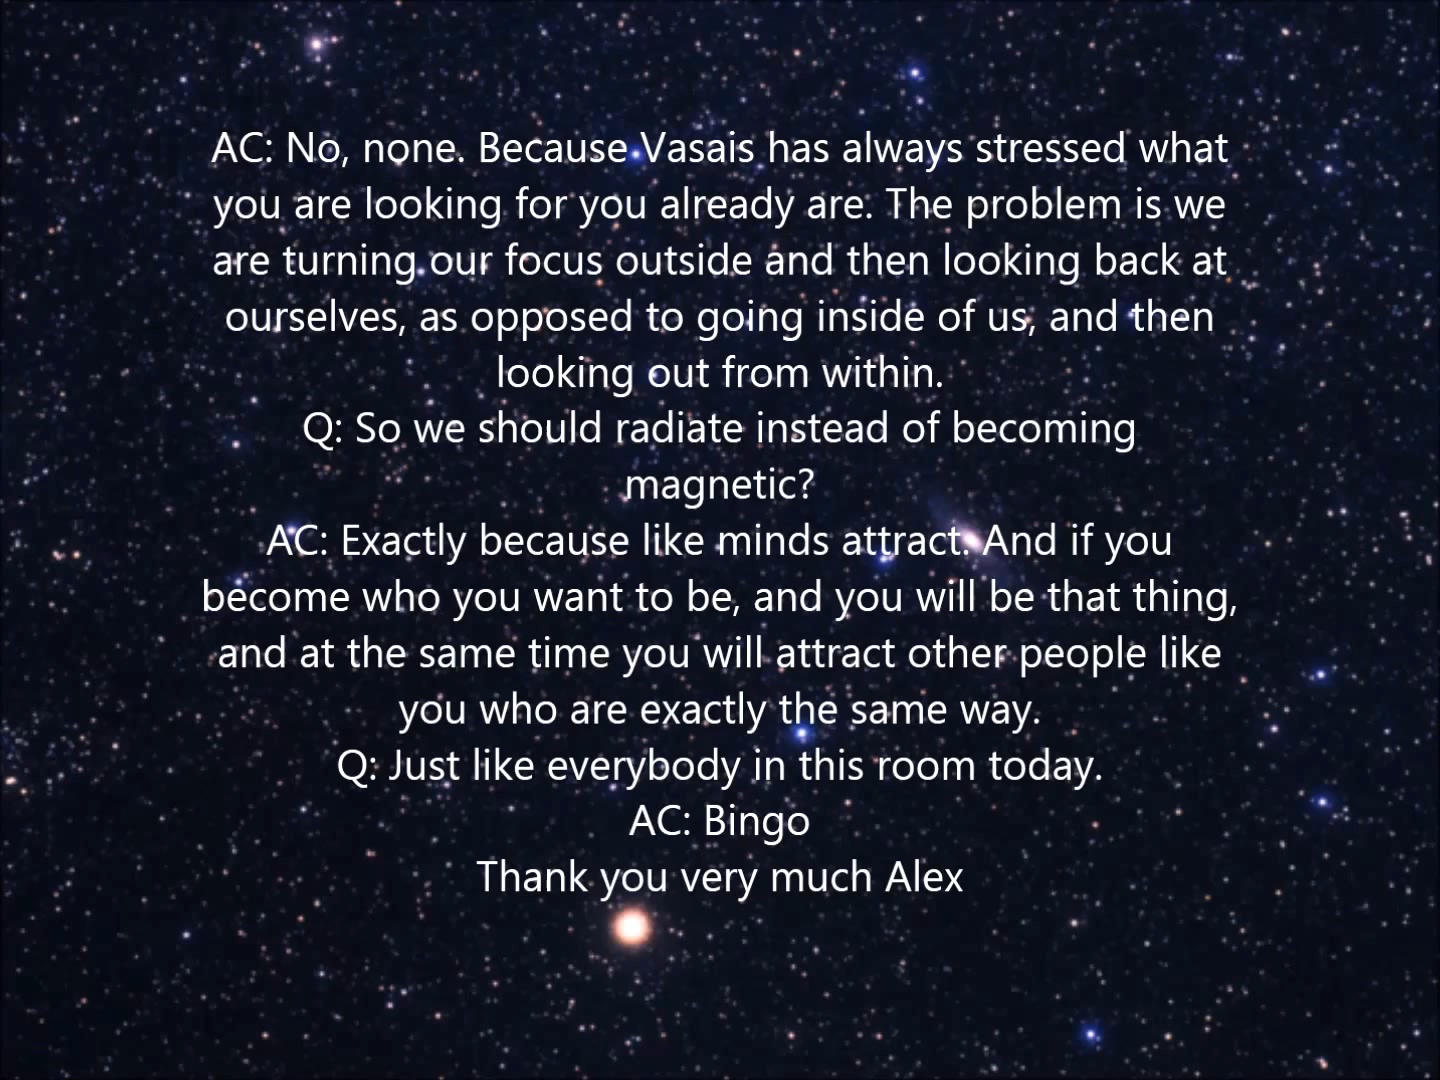 AC: No, none. Because Vasais has always stressed what
you are looking for you already are. The problem is we
are turning our focus outside and then looking back at
ourselves, as opposed to going inside of us, and then
looking out from within.
Q: So we should radiate instead of becoming
magnetic?
AC: Exactly because like minds attract. And if you
become who you want to be, and you will be that thing,
and at the same time you will attract other people like
you who are exactly the same way.
Q: Just like everybody in this room today.
AC: Bingo
Thank you very much Alex